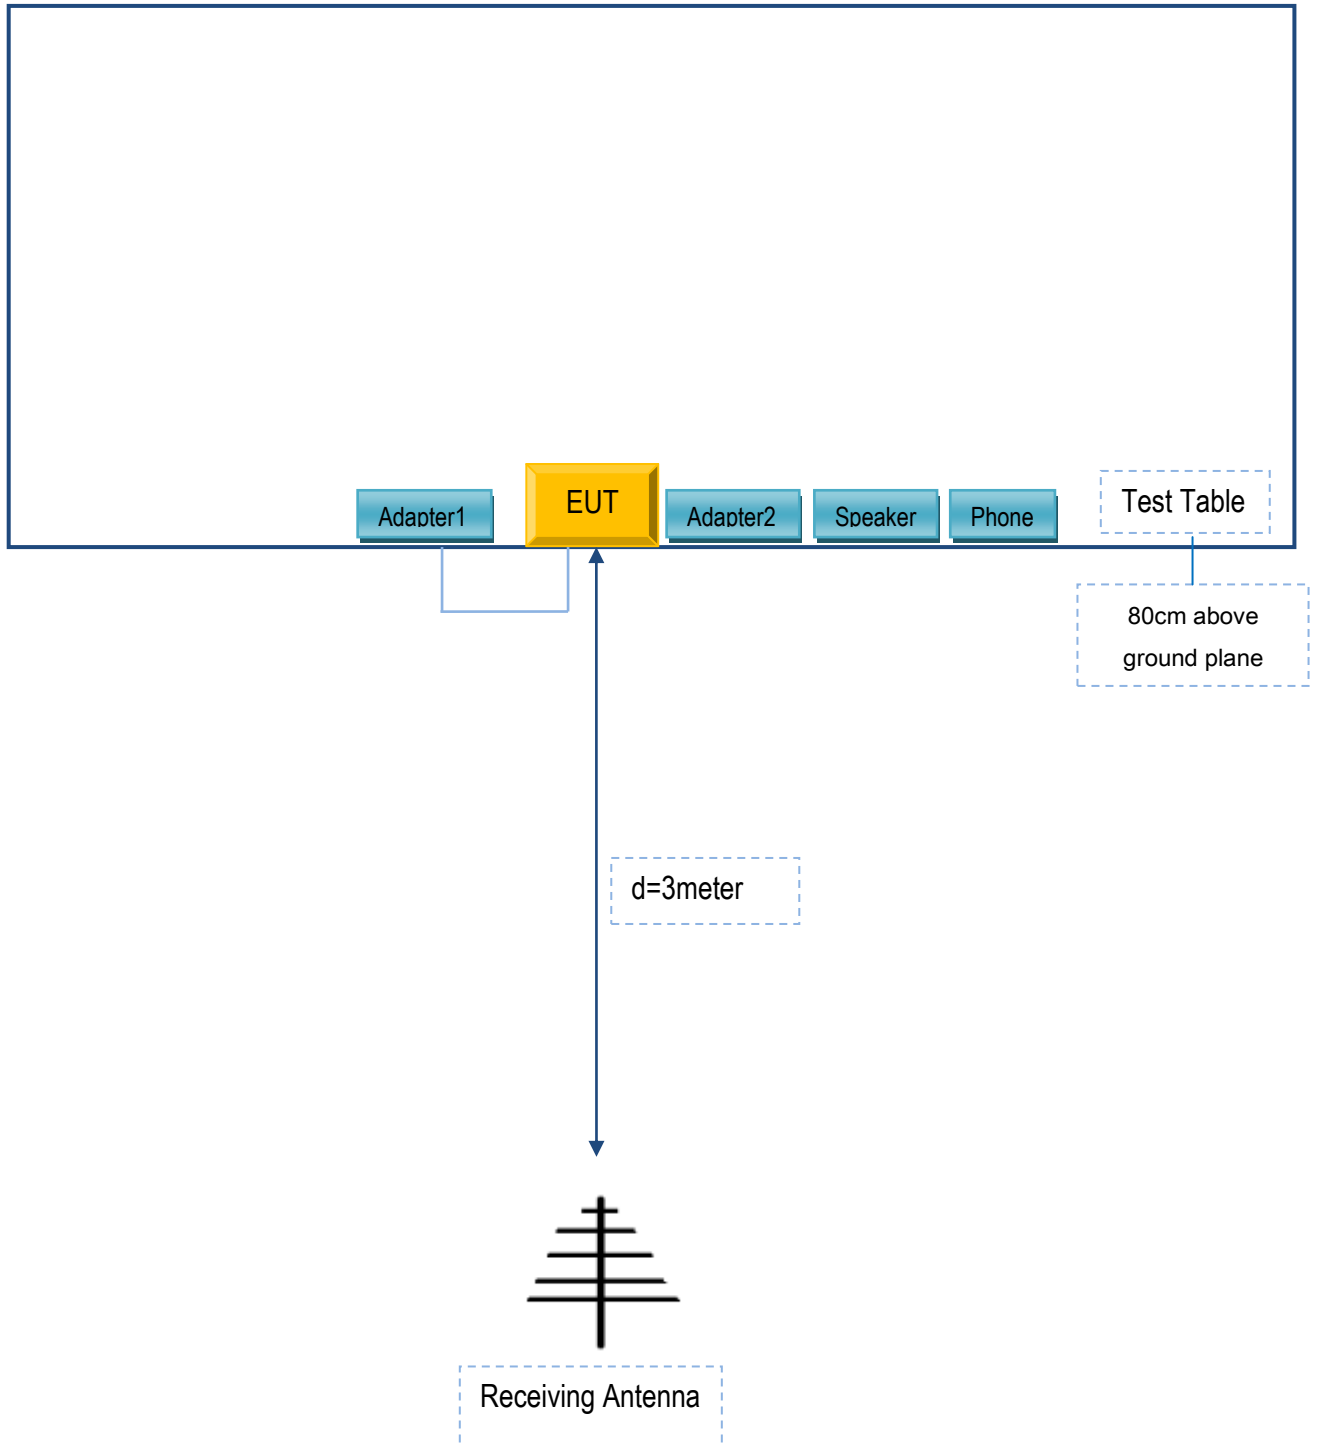 Adapter1
EUT
Adapter2
Speaker
Phone
Test Table
80cm above
ground plane
d=3meter
Receiving Antenna